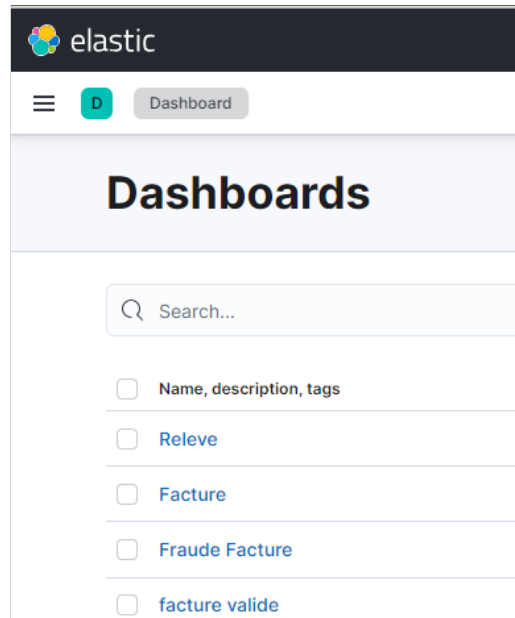 elastic
D Dashboard
Dashboards
Search...
Name, description, tags
Releve
Facture
Fraude Facture
facture valide